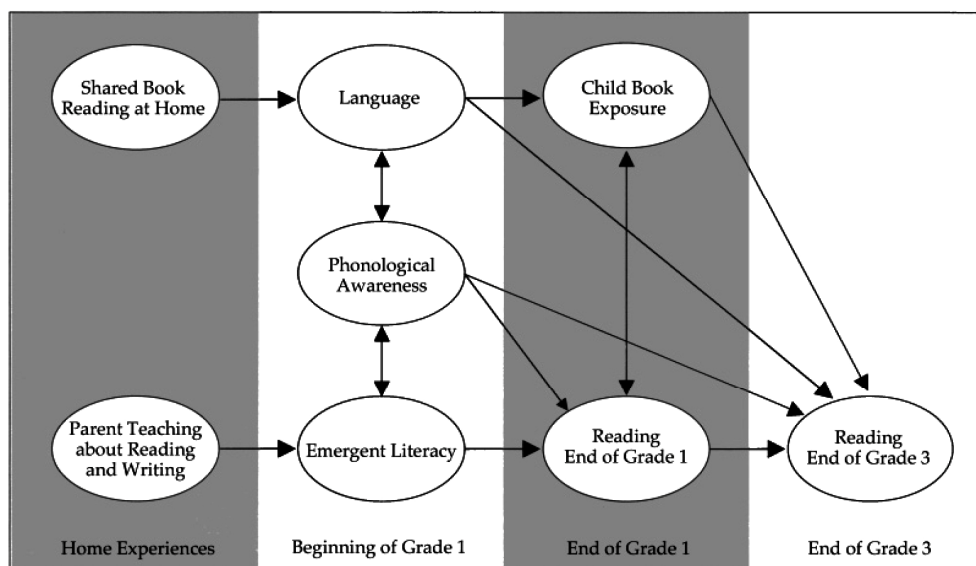 Shared Book
Reading at Home
Language
Child Book
Exposure
Phonological
Awareness
Parent Teaching
about Reading
and Writing
Emergent Literacy
Reading
End of Grade 1
Reading
End of Grade 3
Home Experiences
Beginning of Grade 1
End of Grade 1
End of Grade 3